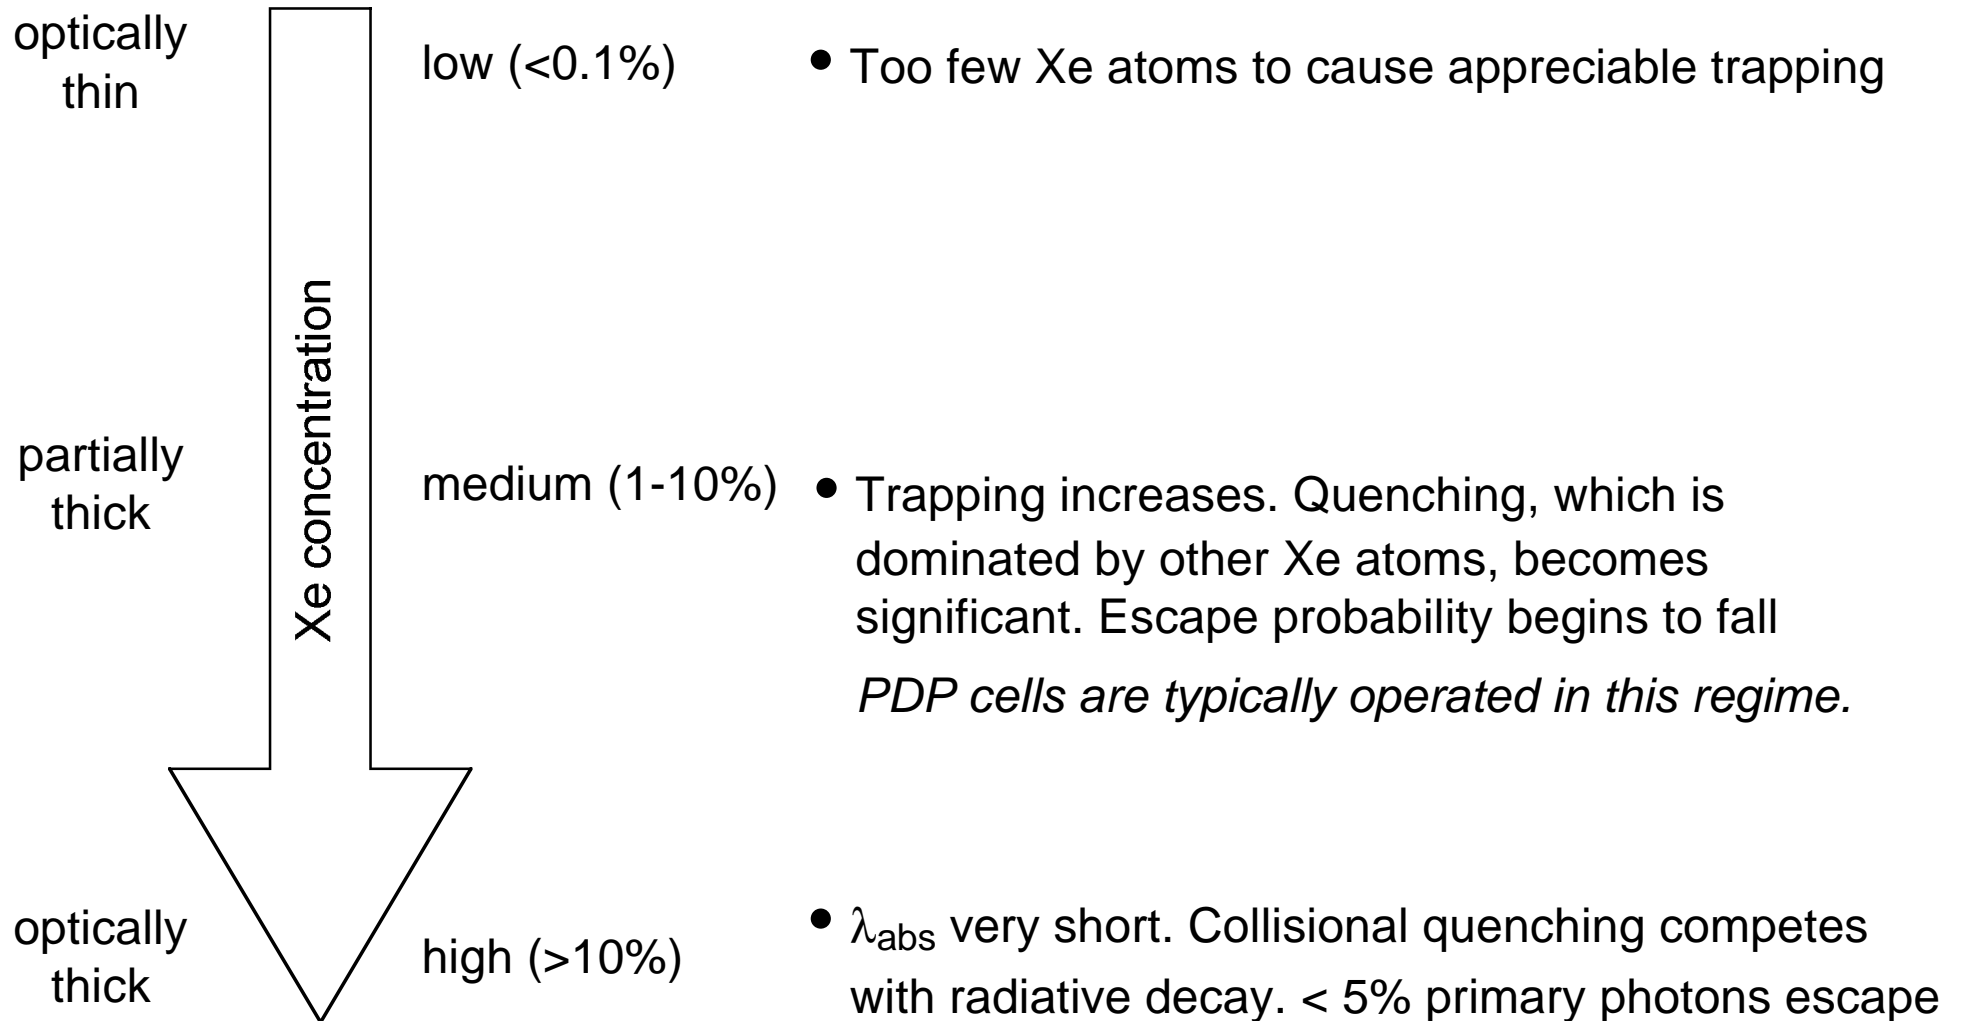 optically
thin
low (<0.1%)
• Too few Xe atoms to cause appreciable trapping
Xe concentration
partially
thick
medium (1-10%)
• Trapping increases. Quenching, which is
dominated by other Xe atoms, becomes
significant. Escape probability begins to fall
PDP cells are typically operated in this regime.
optically
thick
high (>10%)
• λabs very short. Collisional quenching competes
with radiative decay. < 5% primary photons escape